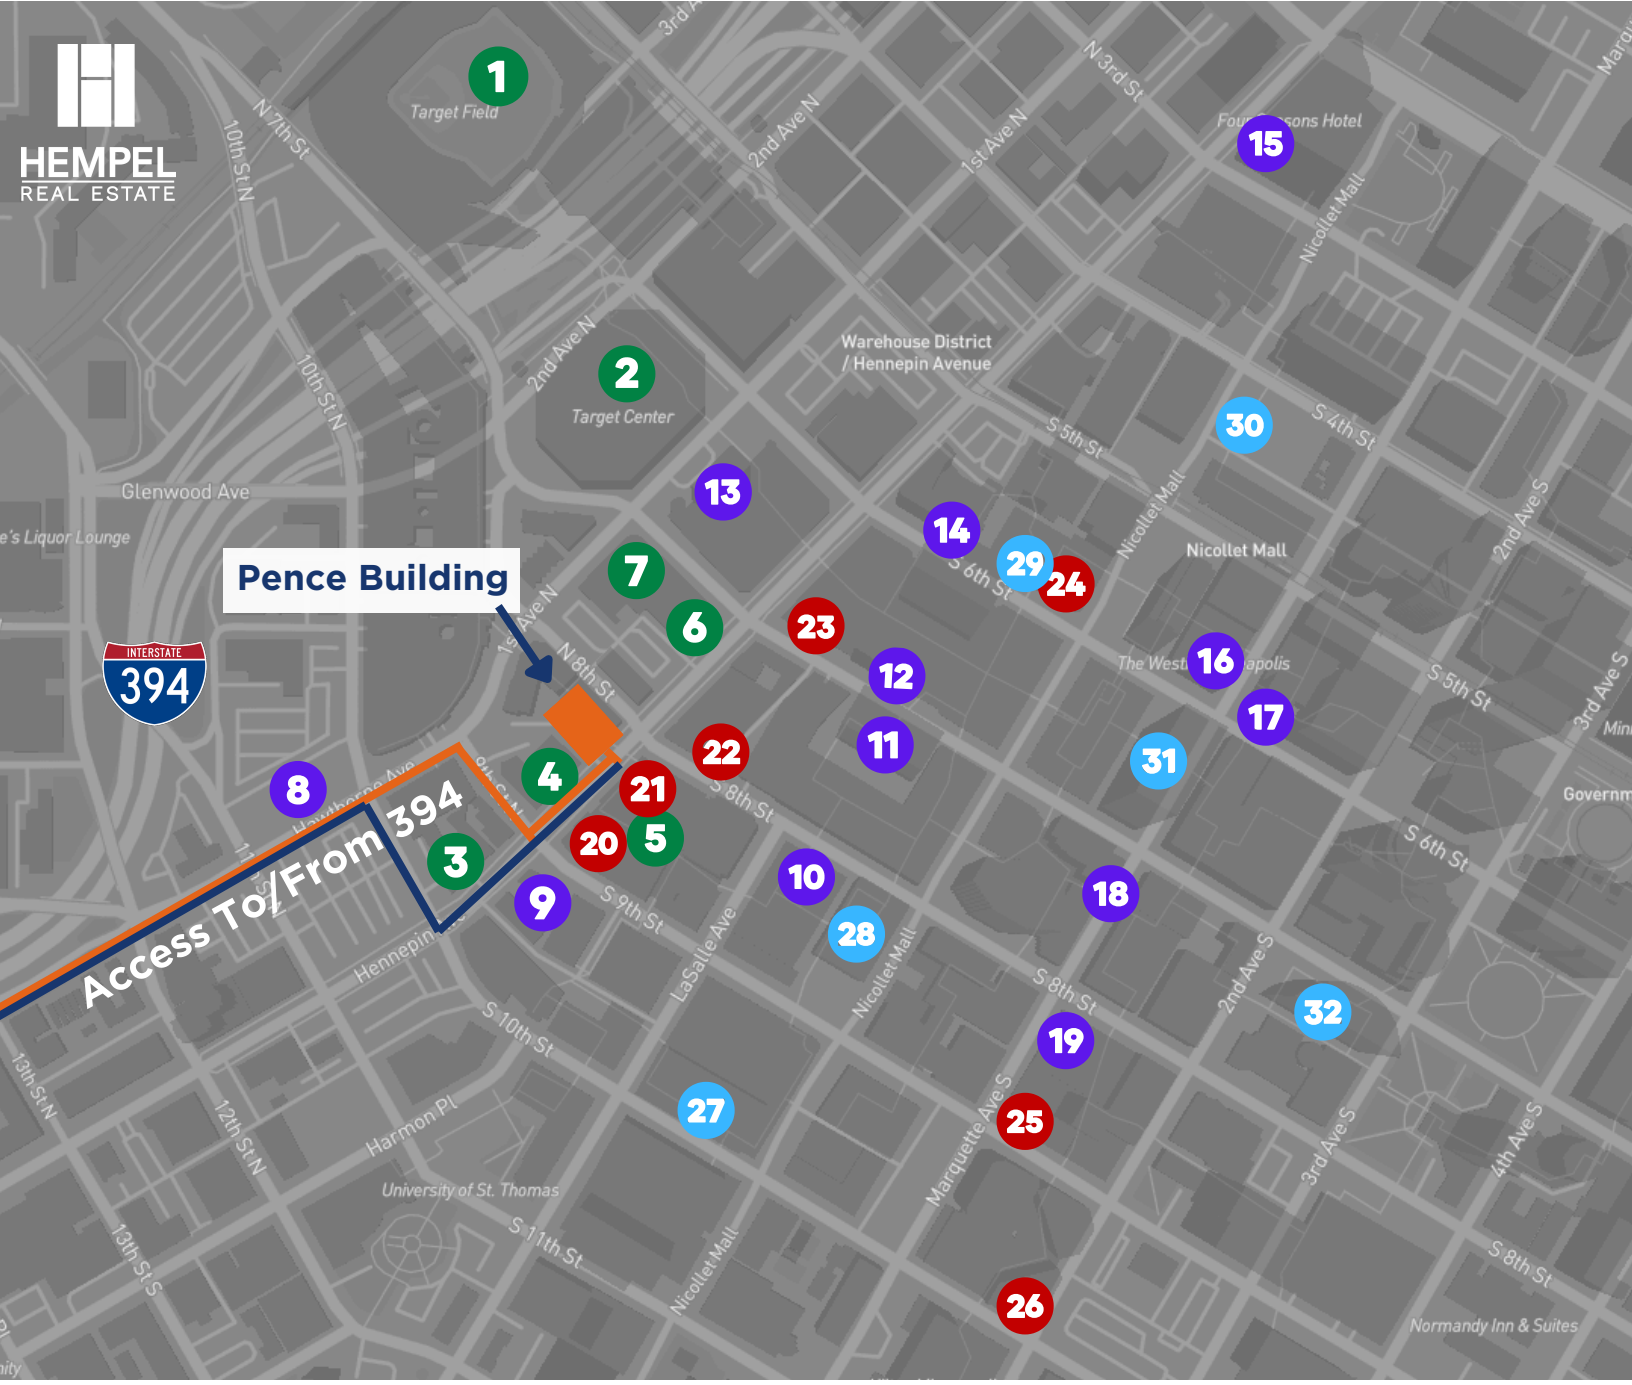 HEMPEL
REAL ESTATE
1
Target Field
N 7th St
10th St N
3rd A
2nd Ave N
1st Ave N
N 3rd St
Marqu
15
Nicollet Mall
2nd Ave N
2
Target Center
Warehouse District
/ Hennepin Avenue
10th St N
Glenwood Ave
e's Liquor Lounge
13
14
29
24
S 5th St
S 4th St
30
Nicollet Mall
Nicollet Mall
2nd Ave S
Pence Building
1st Ave N
N 8th St
7
6
23
12
11
S 6th St
16
17
31
S 5th St
3rd Ave S
Governm
INTERSTATE
394
8
Hawthorne Ave
9th St N
4
21
22
20
5
3
9
S 8th St
Access To/From 394
Hennepin
S 9th St
10
28
18
S 6th St
LaSalle Ave
Nicollet Mall
S 8th St
2nd Ave S
32
19
S 10th St
27
25
Marquette Ave S
3rd Ave S
4th Ave S
13th St N
12th St N
Harmon Pl
University of St. Thomas
S 11th St
13th St S
Nicollet Mall
26
S 8th St
Normandy Inn & Suites